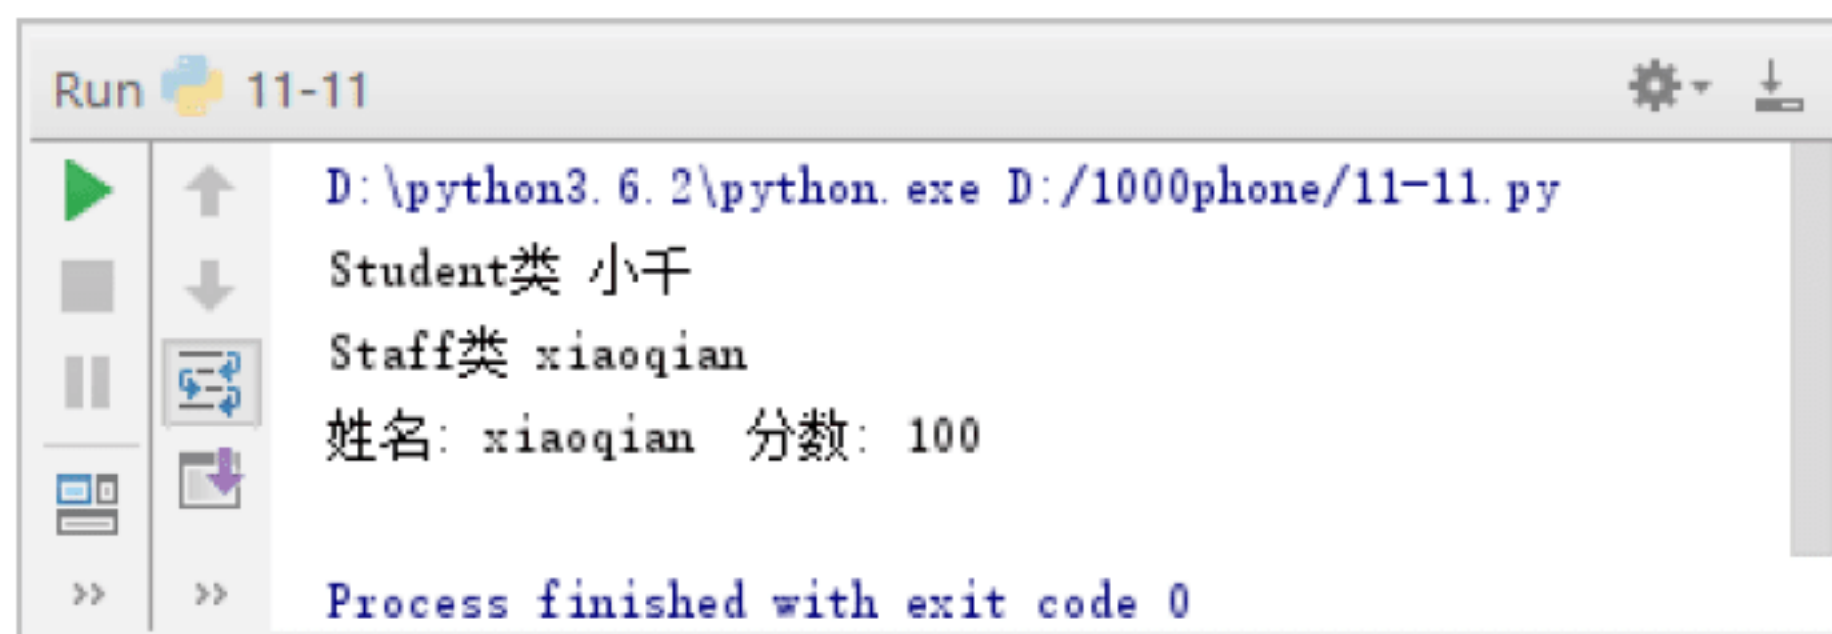 Run 11-11
D:\python3.6.2\python.exe D:/1000phone/11-11.py
Student类 小千
Staff类 xiaoqian
姓名: xiaoqian 分数: 100
Process finished with exit code 0